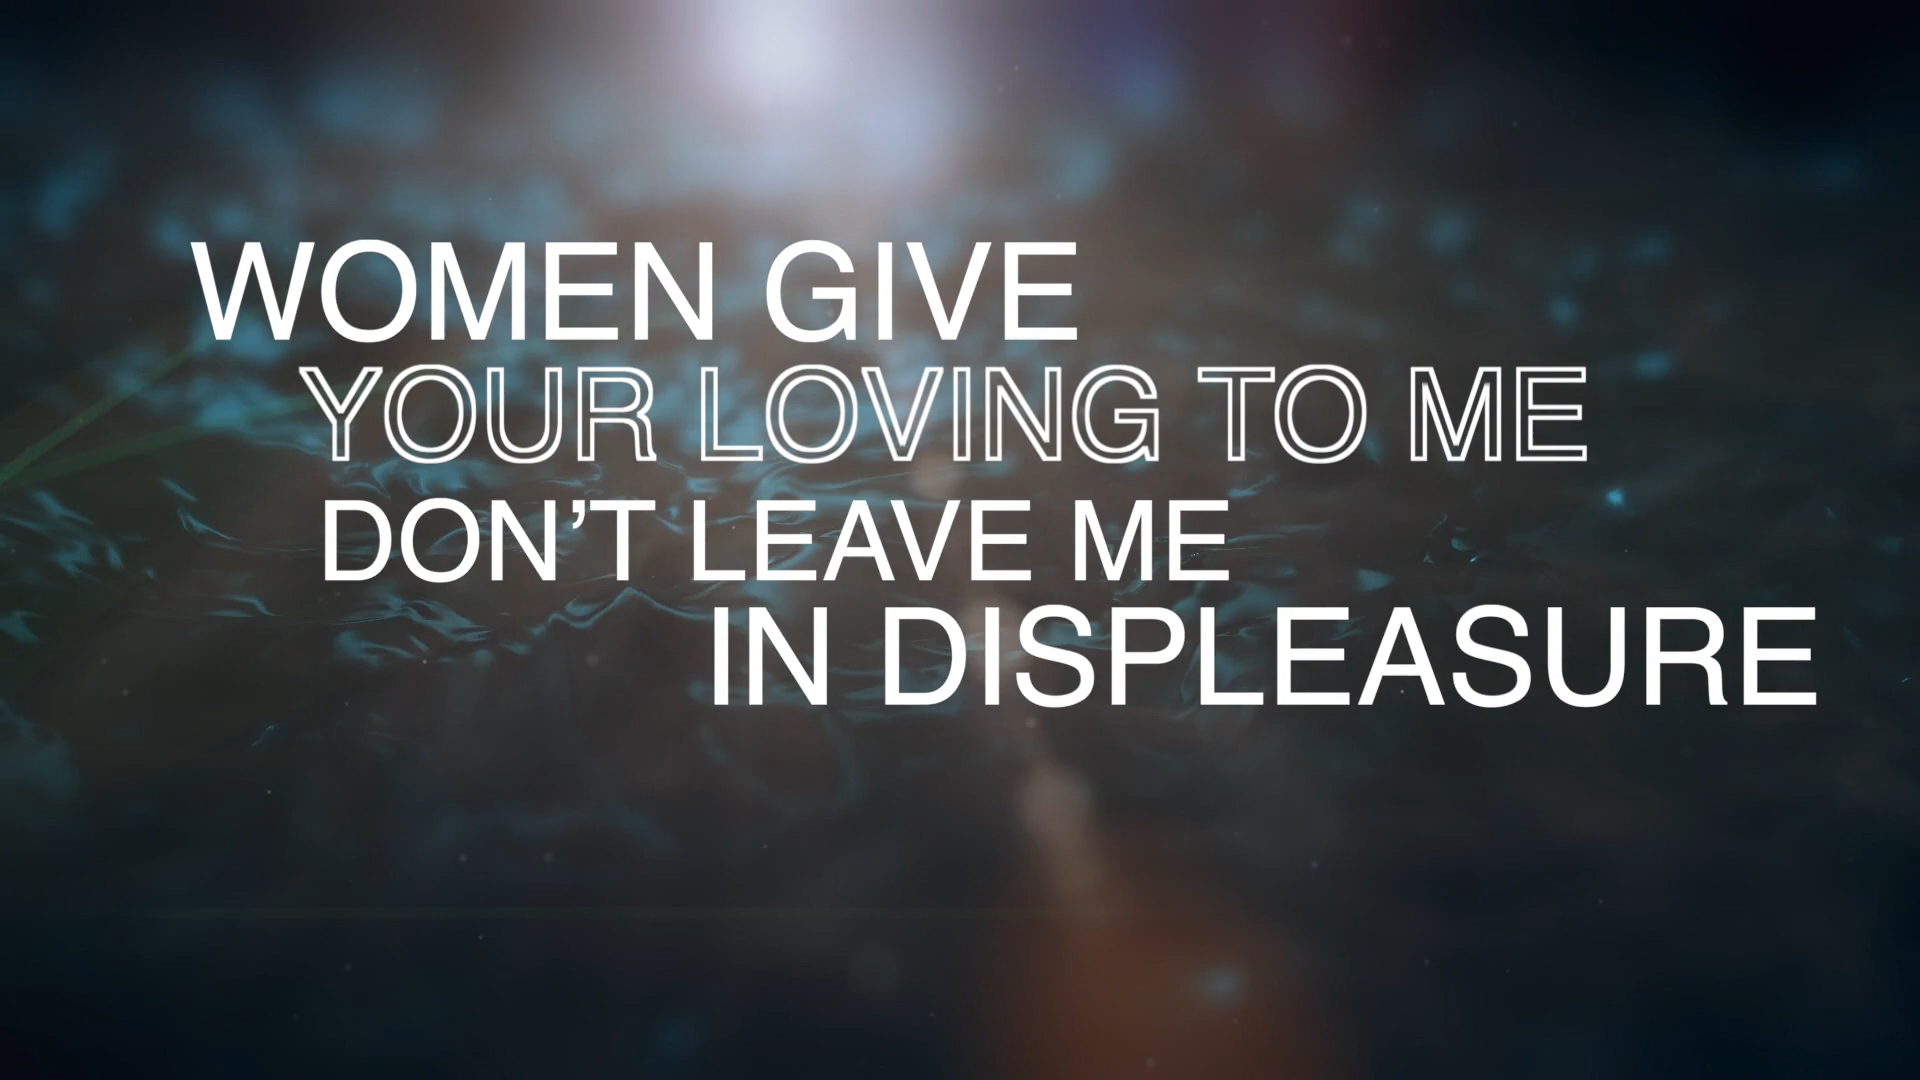 WOMEN GIVE
YOUR LOVING TO ME
DON’T LEAVE ME
IN DISPLEASURE